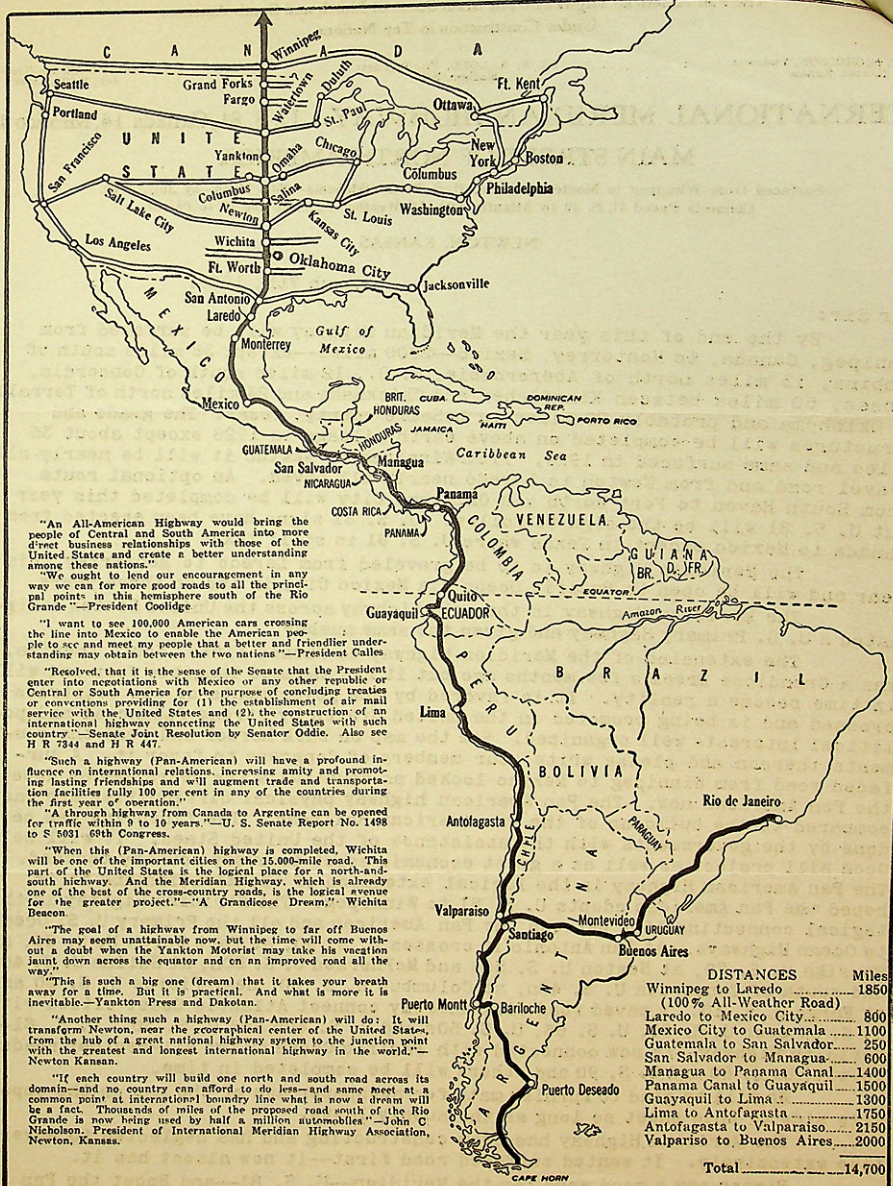 C A N A D A
Winnipeg
Seattle
Grand Forks
Duluth
Ft. Kent
Fargo
Watertown
Ottawa
Portland
St. Paul
U N I T E
New
York
Boston
Yankton
Omaha
Chicago
San Francisco
S T A T E
Columbus
Salina
Columbus
Philadelphia
Salt Lake City
Newton
Kansas City
St. Louis
Washington
Los Angeles
Wichita
Oklahoma City
Ft. Worth
San Antonio
Jacksonville
Laredo
MEXICO
Monterrey
Gulf of
Mexico
Mexico
BRIT.
HONDURAS
CUBA
DOMINICAN
REP.
HAITI
PORTO RICO
JAMAICA
GUATEMALA
HONDURAS
San Salvador
Managua
Caribbean Sea
NICARAGUA
COSTA RICA
Panama
PANAMA
COLOMBIA
VENEZUELA
GUIANA
BR. D. FR.
Quito
EQUATOR
Guayaquil
ECUADOR
Amazon River
PERU
B R A Z I L
Lima
BOLIVIA
Rio de Janeiro
Antofagasta
CHILE
PARAGUAY
Valparaiso
Montevideo
URUGUAY
Santiago
Buenos Aires
ARGENTINA
Puerto Montt
Bariloche
Puerto Deseado
CAPE HORN
"An All-American Highway would bring the
people of Central and South America into more
direct business relationships with those of the
United States and create a better understanding
among these nations."
"We ought to lend our encouragement in any
way we can for more good roads to all the princi-
pal points in this hemisphere south of the Rio
Grande"—President Coolidge
"I want to see 100,000 American cars crossing
the line into Mexico to enable the American peo-
ple to see and meet my people that a better and friendlier under-
standing may obtain between the two nations"—President Calles
"Resolved, that it is the sense of the Senate that the President
enter into negotiations with Mexico or any other republic or
Central or South America for the purpose of concluding treaties
or conventions providing for (1) the establishment of air mail
service with the United States and (2) the construction of an
international highway connecting the United States with such
country"—Senate Joint Resolution by Senator Oddie. Also see
H R 7344 and H R 447.
"Such a highway (Pan-American) will have a profound in-
fluence on international relations, increasing amity and promot-
ing lasting friendships and will augment trade and transporta-
tion facilities fully 100 per cent in any of the countries during
the first year of operation."
"A through highway from Canada to Argentine can be opened
for traffic within 9 to 10 years."—U. S. Senate Report No. 1498
to S 5031 69th Congress.
"When this (Pan-American) highway is completed, Wichita
will be one of the important cities on the 15.000-mile road. This
part of the United States is the logical place for a north-and-
south highway. And the Meridian Highway, which is already
one of the best of the cross-country roads, is the logical avenue
for the greater project."—"A Grandiose Dream," Wichita
Beacon.
"The goal of a highway from Winnipeg to far off Buenos
Aires may seem unattainable now, but the time will come with-
out a doubt when the Yankton Motorist may take his vacation
jaunt down across the equator and on an improved road all the
way."
"This is such a big one (dream) that it takes your breath
away for a time. But it is practical. And what is more it is
inevitable.—Yankton Press and Dakotan.
"Another thing such a highway (Pan-American) will do: It will
transform Newton, near the geographical center of the United States,
from the hub of a great national highway system to the junction point
with the greatest and longest international highway in the world."—
Newton Kansan.
"If each country will build one north and south road across its
domain—and no country can afford to do less—and same meet at a
common point at international boundry line what is now a dream will
be a fact. Thousands of miles of the proposed road south of the Rio
Grande is now being used by half a million automobiles"—John C
Nicholson. President of International Meridian Highway Association,
Newton, Kansas.
DISTANCES Miles
Winnipeg to Laredo 1850
(100% All-Weather Road)
Laredo to Mexico City 800
Mexico City to Guatemala 1100
Guatemala to San Salvador 250
San Salvador to Managua 600
Managua to Panama Canal 1400
Panama Canal to Guayaquil 1500
Guayaquil to Lima 1300
Lima to Antofagasta 1750
Antofagasta to Valparaiso 2150
Valpariso to Buenos Aires 2000
Total 14,700